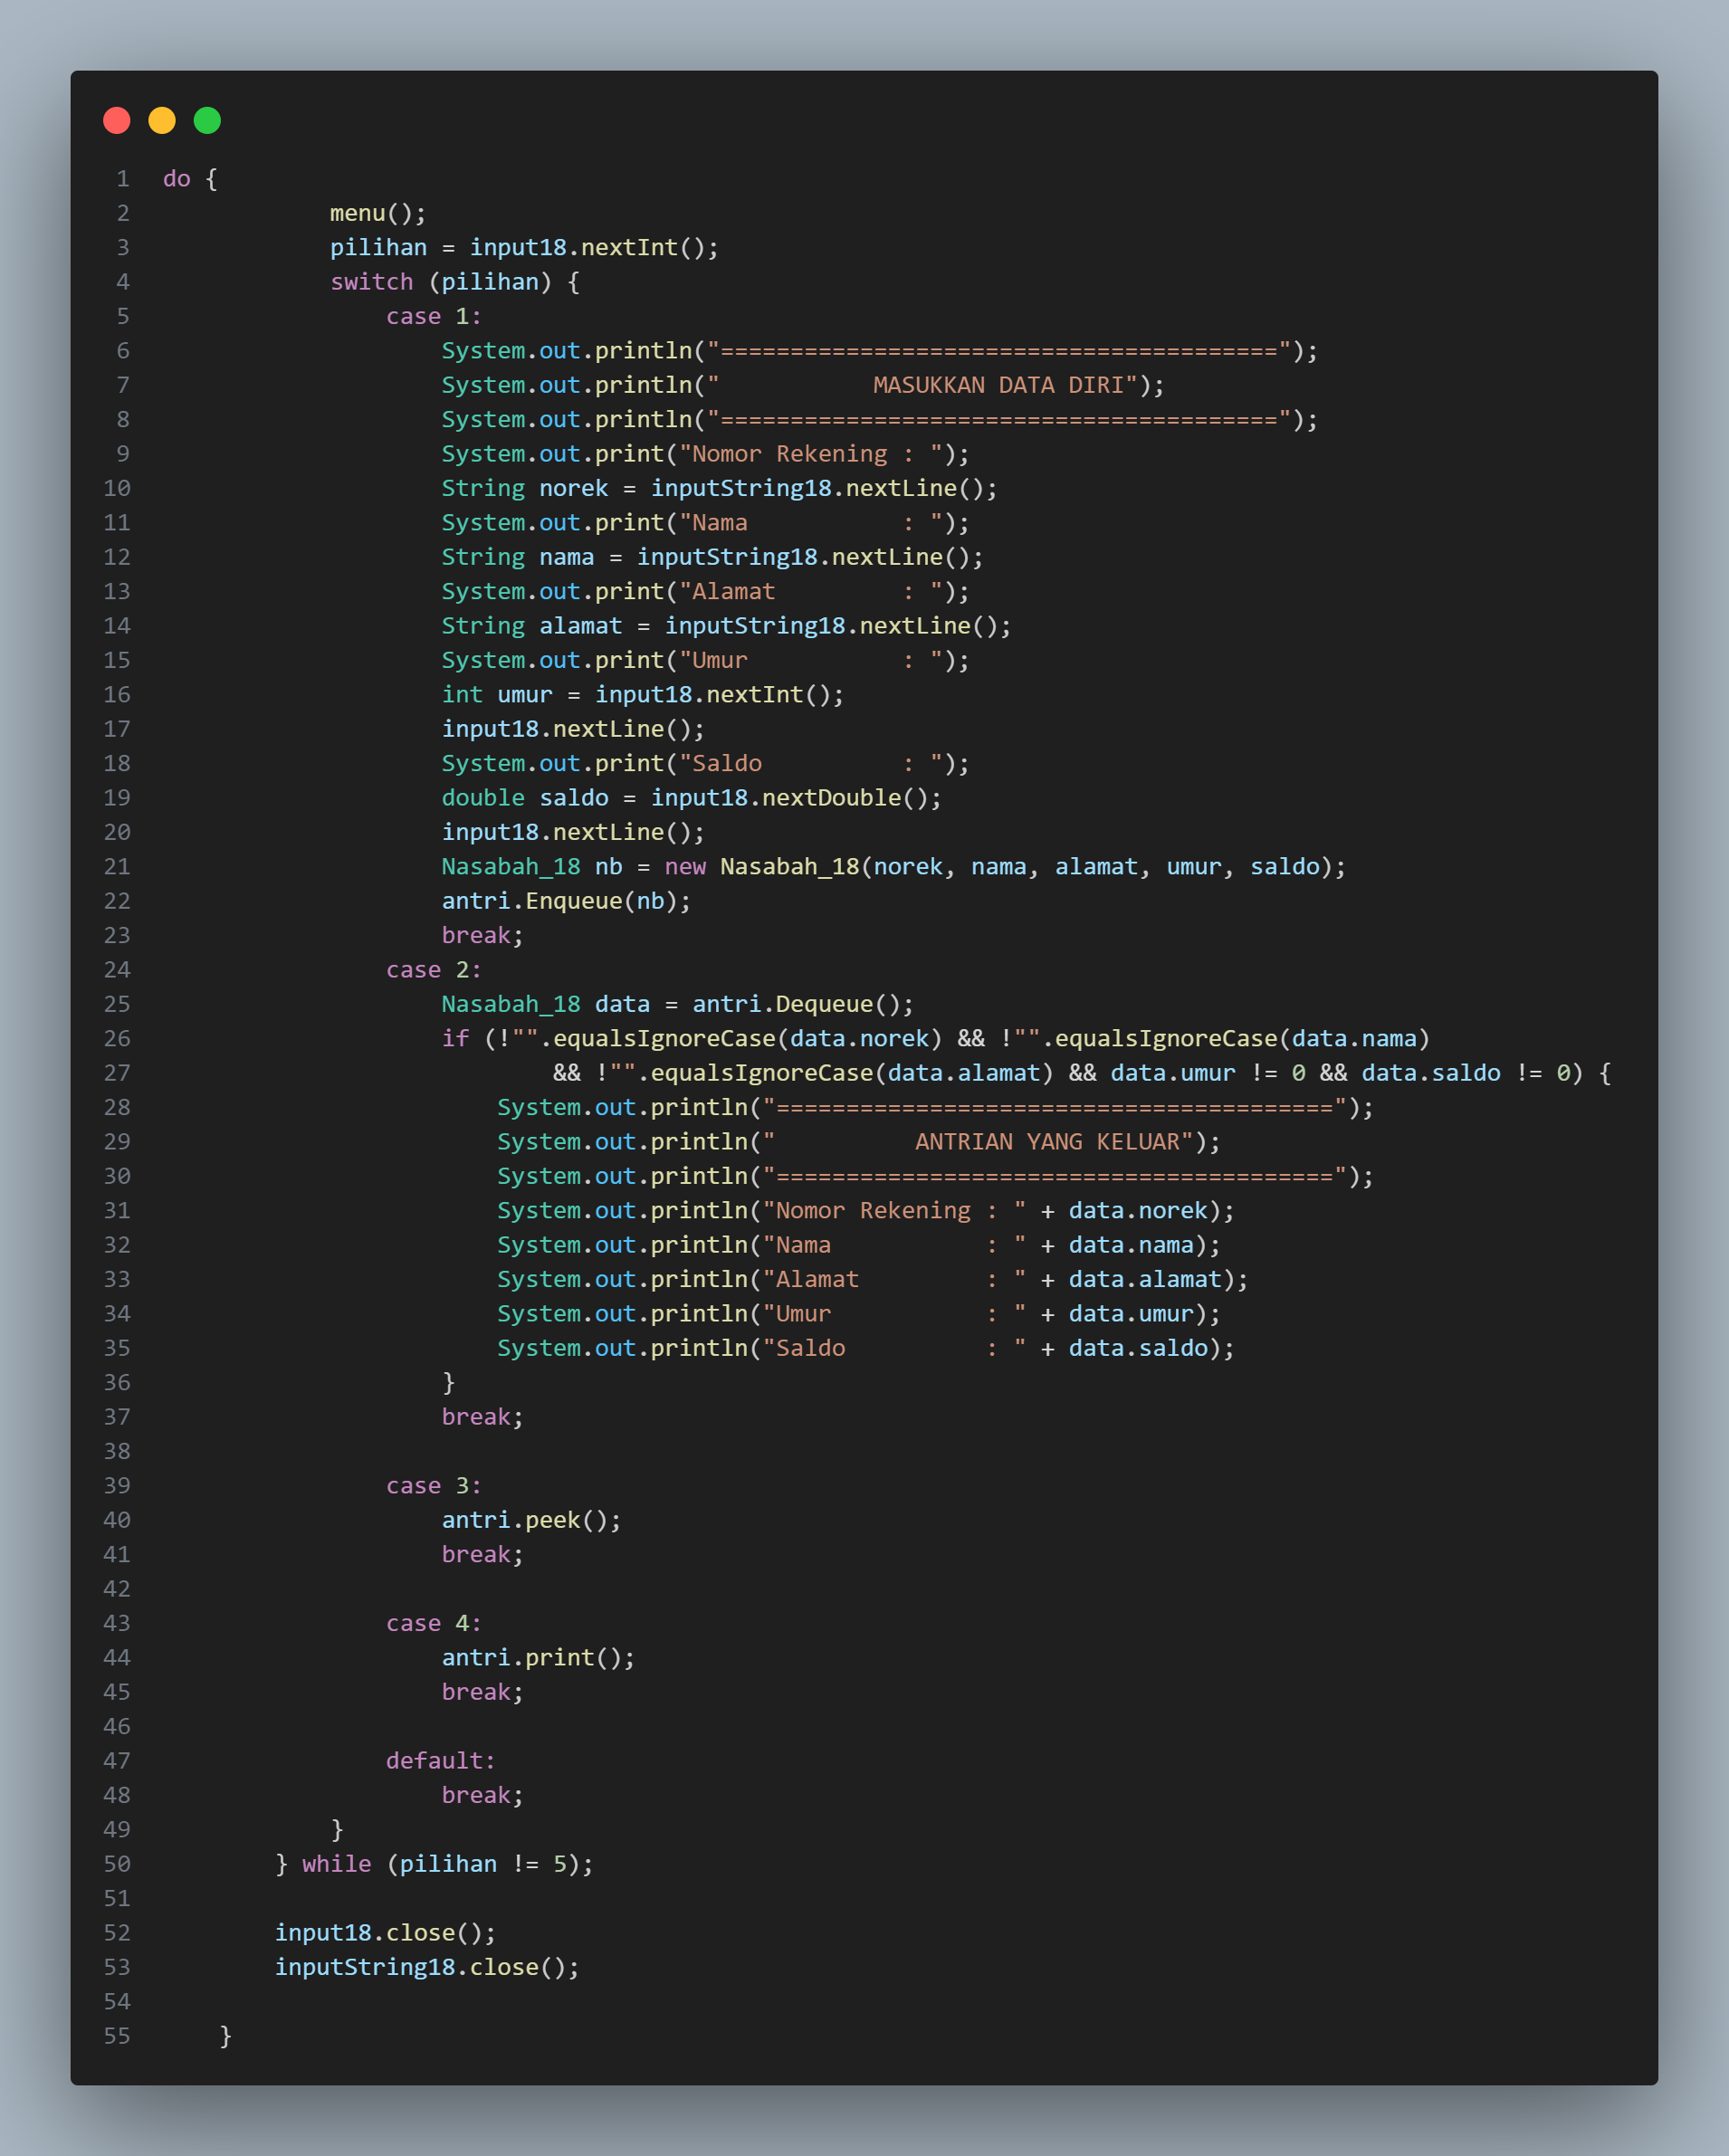 1 do {
2             menu();
3             pilihan = input18.nextInt();
4             switch (pilihan) {
5                 case 1:
6                     System.out.println("========================================");
7                     System.out.println("           MASUKKAN DATA DIRI");
8                     System.out.println("========================================");
9                     System.out.print("Nomor Rekening : ");
10                     String norek = inputString18.nextLine();
11                     System.out.print("Nama           : ");
12                     String nama = inputString18.nextLine();
13                     System.out.print("Alamat         : ");
14                     String alamat = inputString18.nextLine();
15                     System.out.print("Umur           : ");
16                     int umur = input18.nextInt();
17                     input18.nextLine();
18                     System.out.print("Saldo          : ");
19                     double saldo = input18.nextDouble();
20                     input18.nextLine();
21                     Nasabah_18 nb = new Nasabah_18(norek, nama, alamat, umur, saldo);
22                     antri.Enqueue(nb);
23                     break;
24                 case 2:
25                     Nasabah_18 data = antri.Dequeue();
26                     if (!"".equalsIgnoreCase(data.norek) && !"".equalsIgnoreCase(data.nama)
27                             && !"".equalsIgnoreCase(data.alamat) && data.umur != 0 && data.saldo != 0) {
28                         System.out.println("========================================");
29                         System.out.println("          ANTRIAN YANG KELUAR");
30                         System.out.println("========================================");
31                         System.out.println("Nomor Rekening : " + data.norek);
32                         System.out.println("Nama           : " + data.nama);
33                         System.out.println("Alamat         : " + data.alamat);
34                         System.out.println("Umur           : " + data.umur);
35                         System.out.println("Saldo          : " + data.saldo);
36                     }
37                     break;
38
39                 case 3:
40                     antri.peek();
41                     break;
42
43                 case 4:
44                     antri.print();
45                     break;
46
47                 default:
48                     break;
49             }
50         } while (pilihan != 5);
51
52         input18.close();
53         inputString18.close();
54
55     }